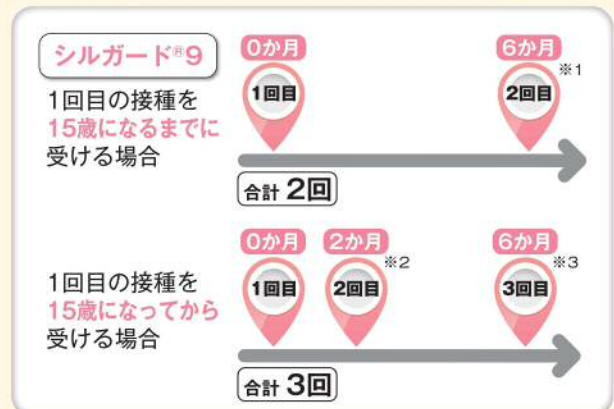 シルガード®9
1回目の接種を
15歳になるまでに
受ける場合
0か月
1回目
6か月
※1
2回目
合計 2回
1回目の接種を
15歳になってから
受ける場合
0か月
1回目
2か月
※2
2回目
6か月
※3
3回目
合計 3回